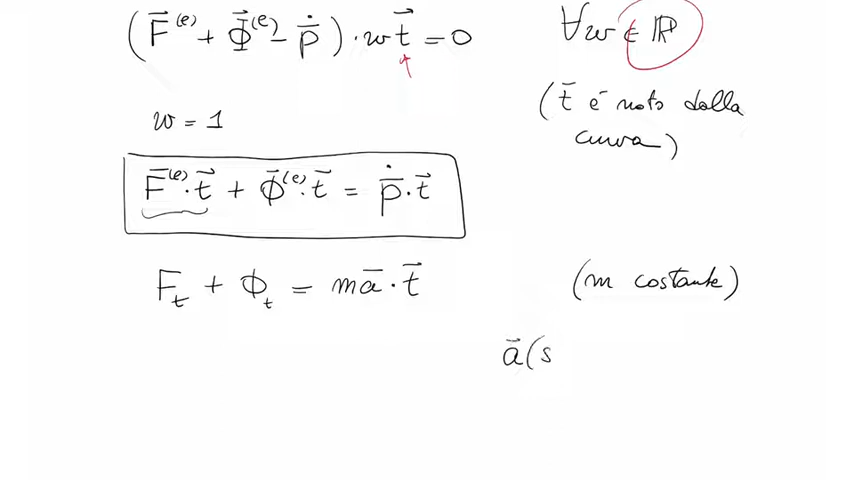 (F⃗⁽ᵉ⁾ + Φ⃗⁽ᵉ⁾ − ṗ̄) · w t⃗ = 0 ∀w ∈ ℝ
(t̄ é noto dalla
curva)
w = 1
F̄⁽ᵉ⁾· t⃗ + Φ̄⁽ᵉ⁾· t⃗ = ṗ̄ · t⃗
Fₜ + Φₜ = m ā · t⃗ (m costante)
ā(s